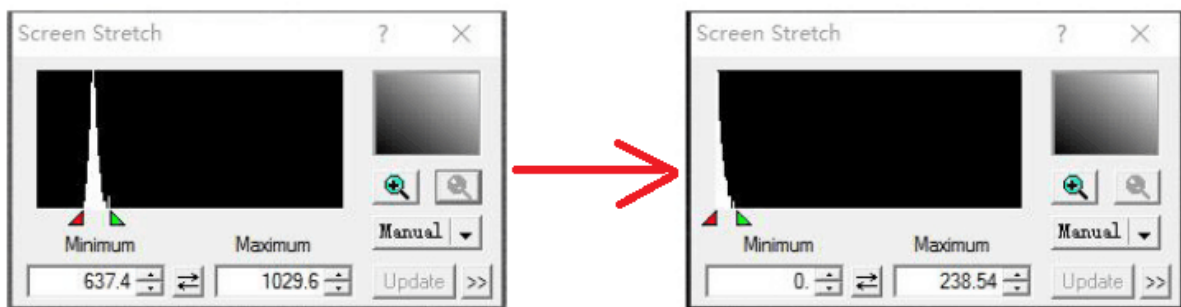 Screen Stretch ?
Minimum Maximum Manual
637.4 1029.6 Update >>
Screen Stretch ?
Minimum Maximum Manual
0. 238.54 Update >>